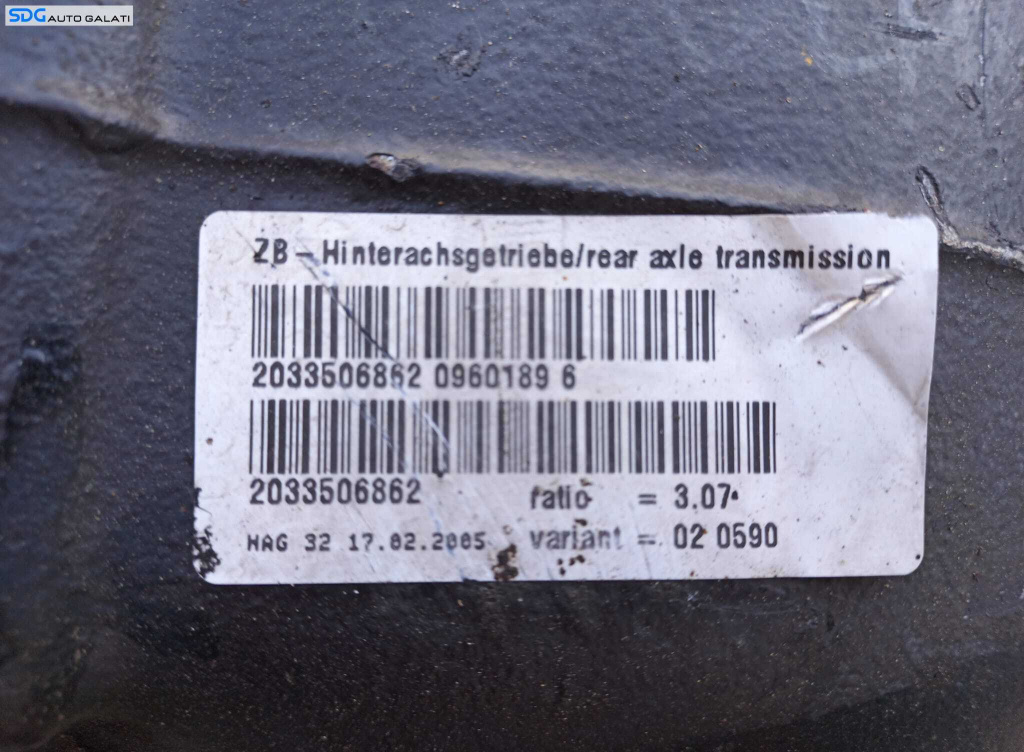 SDG AUTO GALATI
ZB - Hinterachsgetriebe/rear axle transmission
2033506862 0960189 6
2033506862 ratio = 3,07
HAG 32 17.02.2005 variant = 02 0590